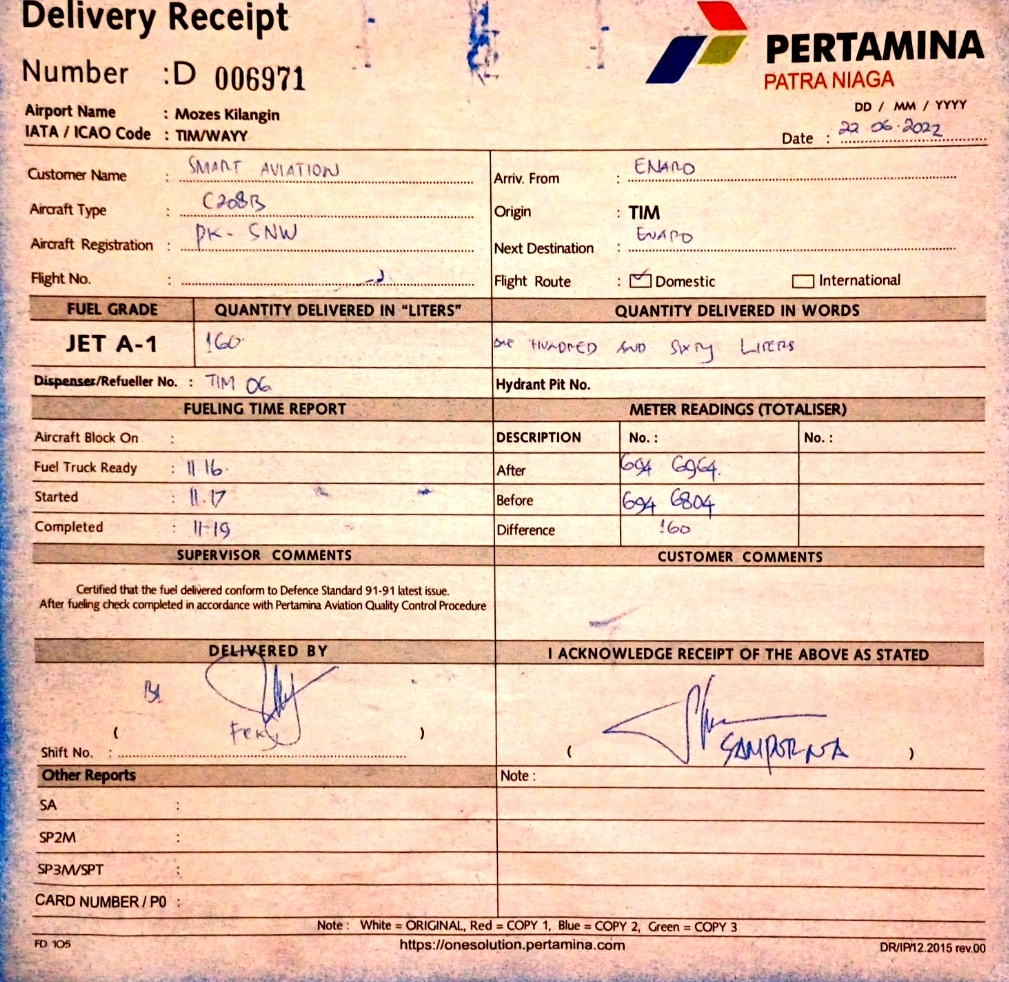 Delivery Receipt
Number :D 006971
PERTAMINA
PATRA NIAGA
Airport Name : Mozes Kilangin
IATA / ICAO Code : TIM/WAYY
DD / MM / YYYY
Date : 22 06.2022
Customer Name : SMART AVIATION
Arriv. From : ENARO
Aircraft Type : C208B
Origin : TIM
Aircraft Registration : PK- SNW
Next Destination : ENARO
Flight No. :
Flight Route : Domestic International
FUEL GRADE QUANTITY DELIVERED IN "LITERS" QUANTITY DELIVERED IN WORDS
JET A-1 160 ONE HUNDRED AND SIXTY LITERS
Dispenser/Refueller No. : TIM 06 Hydrant Pit No.
FUELING TIME REPORT METER READINGS (TOTALISER)
Aircraft Block On : DESCRIPTION No. : No. :
Fuel Truck Ready : 11.16 After 694 6964
Started : 11.17 Before 694 6804
Completed : 11-19 Difference 160
SUPERVISOR COMMENTS CUSTOMER COMMENTS
Certified that the fuel delivered conform to Defence Standard 91-91 latest issue.
After fueling check completed in accordance with Pertamina Aviation Quality Control Procedure
DELIVERED BY I ACKNOWLEDGE RECEIPT OF THE ABOVE AS STATED
( )
( SAMPURNA )
Shift No. :
Other Reports Note :
SA :
SP2M :
SP3M/SPT :
CARD NUMBER / P0 :
Note : White = ORIGINAL, Red = COPY 1, Blue = COPY 2, Green = COPY 3
FD 105 https://onesolution.pertamina.com DR/IP/12.2015 rev.00